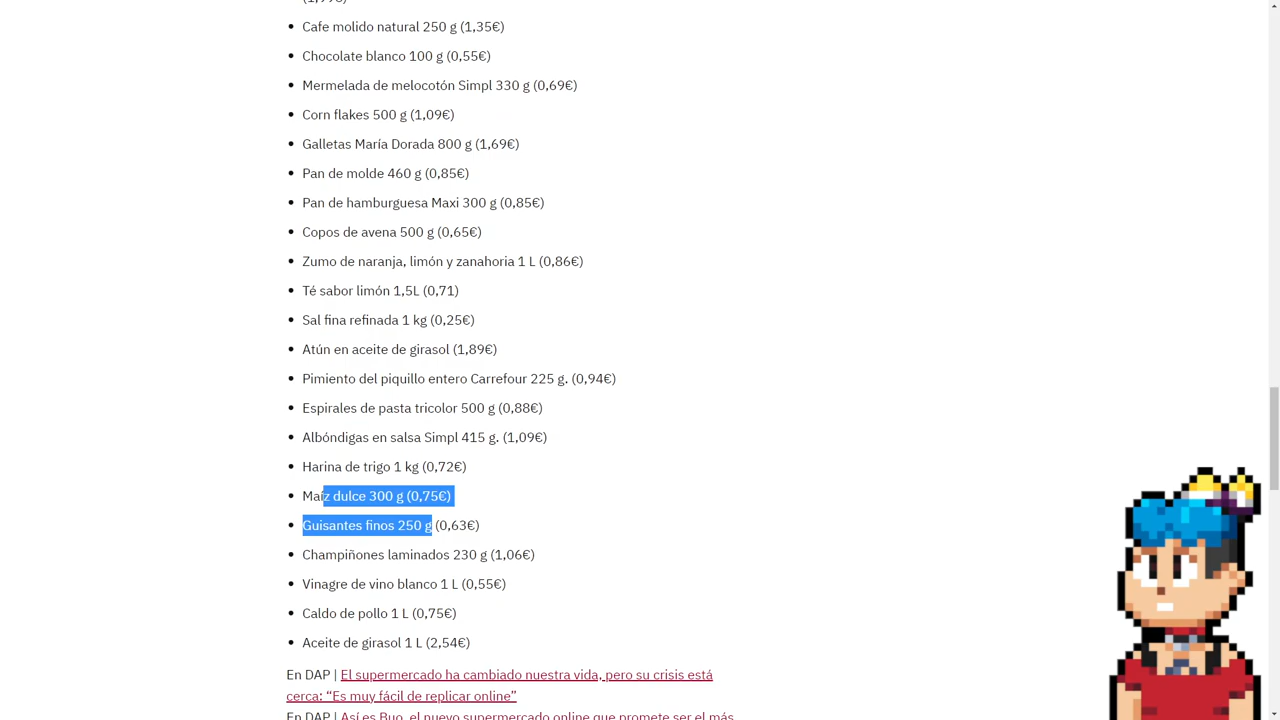 Cafe molido natural 250 g (1,35€)
Chocolate blanco 100 g (0,55€)
Mermelada de melocotón Simpl 330 g (0,69€)
Corn flakes 500 g (1,09€)
Galletas María Dorada 800 g (1,69€)
Pan de molde 460 g (0,85€)
Pan de hamburguesa Maxi 300 g (0,85€)
Copos de avena 500 g (0,65€)
Zumo de naranja, limón y zanahoria 1 L (0,86€)
Té sabor limón 1,5L (0,71)
Sal fina refinada 1 kg (0,25€)
Atún en aceite de girasol (1,89€)
Pimiento del piquillo entero Carrefour 225 g. (0,94€)
Espirales de pasta tricolor 500 g (0,88€)
Albóndigas en salsa Simpl 415 g. (1,09€)
Harina de trigo 1 kg (0,72€)
Maíz dulce 300 g (0,75€)
Guisantes finos 250 g (0,63€)
Champiñones laminados 230 g (1,06€)
Vinagre de vino blanco 1 L (0,55€)
Caldo de pollo 1 L (0,75€)
Aceite de girasol 1 L (2,54€)
En DAP | El supermercado ha cambiado nuestra vida, pero su crisis está
cerca: “Es muy fácil de replicar online”
En DAP | Así es Buo, el nuevo supermercado online que promete ser el más